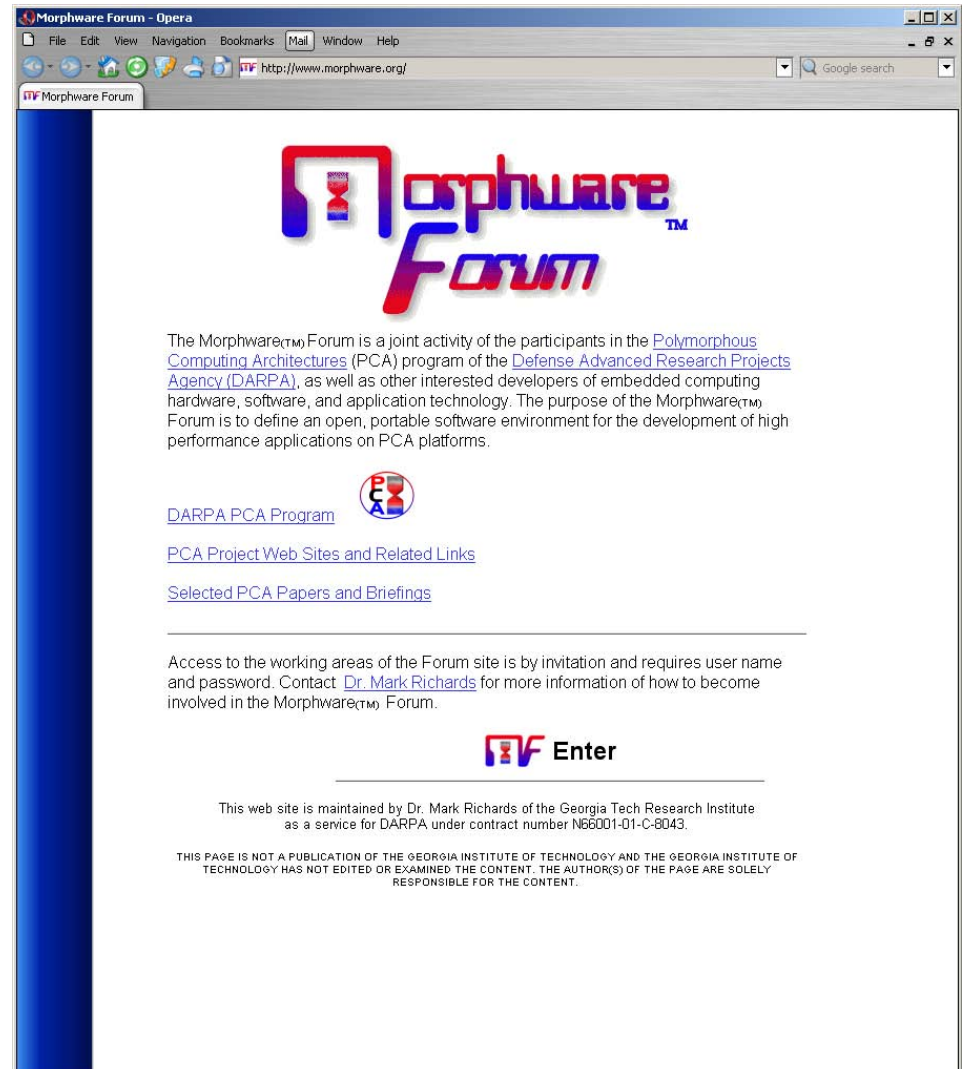 Morphware Forum - Opera
File Edit View Navigation Bookmarks Mail Window Help
http://www.morphware.org/ Google search
Morphware Forum
Morphware TM
Forum
The Morphware(TM) Forum is a joint activity of the participants in the Polymorphous
Computing Architectures (PCA) program of the Defense Advanced Research Projects
Agency (DARPA), as well as other interested developers of embedded computing
hardware, software, and application technology. The purpose of the Morphware(TM)
Forum is to define an open, portable software environment for the development of high
performance applications on PCA platforms.
PCA
DARPA PCA Program
PCA Project Web Sites and Related Links
Selected PCA Papers and Briefings
Access to the working areas of the Forum site is by invitation and requires user name
and password. Contact Dr. Mark Richards for more information of how to become
involved in the Morphware(TM) Forum.
MF Enter
This web site is maintained by Dr. Mark Richards of the Georgia Tech Research Institute
as a service for DARPA under contract number N66001-01-C-8043.
THIS PAGE IS NOT A PUBLICATION OF THE GEORGIA INSTITUTE OF TECHNOLOGY AND THE GEORGIA INSTITUTE OF
TECHNOLOGY HAS NOT EDITED OR EXAMINED THE CONTENT. THE AUTHOR(S) OF THE PAGE ARE SOLELY
RESPONSIBLE FOR THE CONTENT.